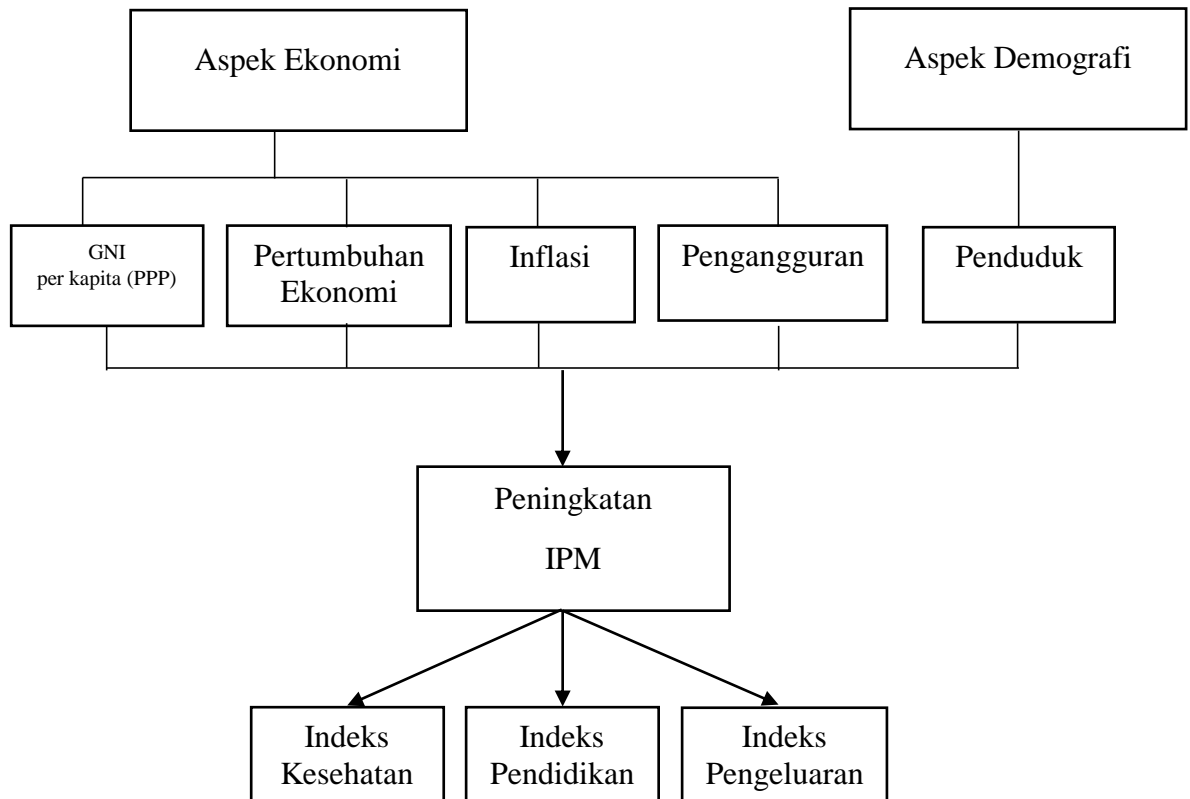 Aspek Ekonomi
Aspek Demografi
GNI
per kapita (PPP)
Pertumbuhan
Ekonomi
Inflasi
Pengangguran
Penduduk
Peningkatan
IPM
Indeks
Kesehatan
Indeks
Pendidikan
Indeks
Pengeluaran